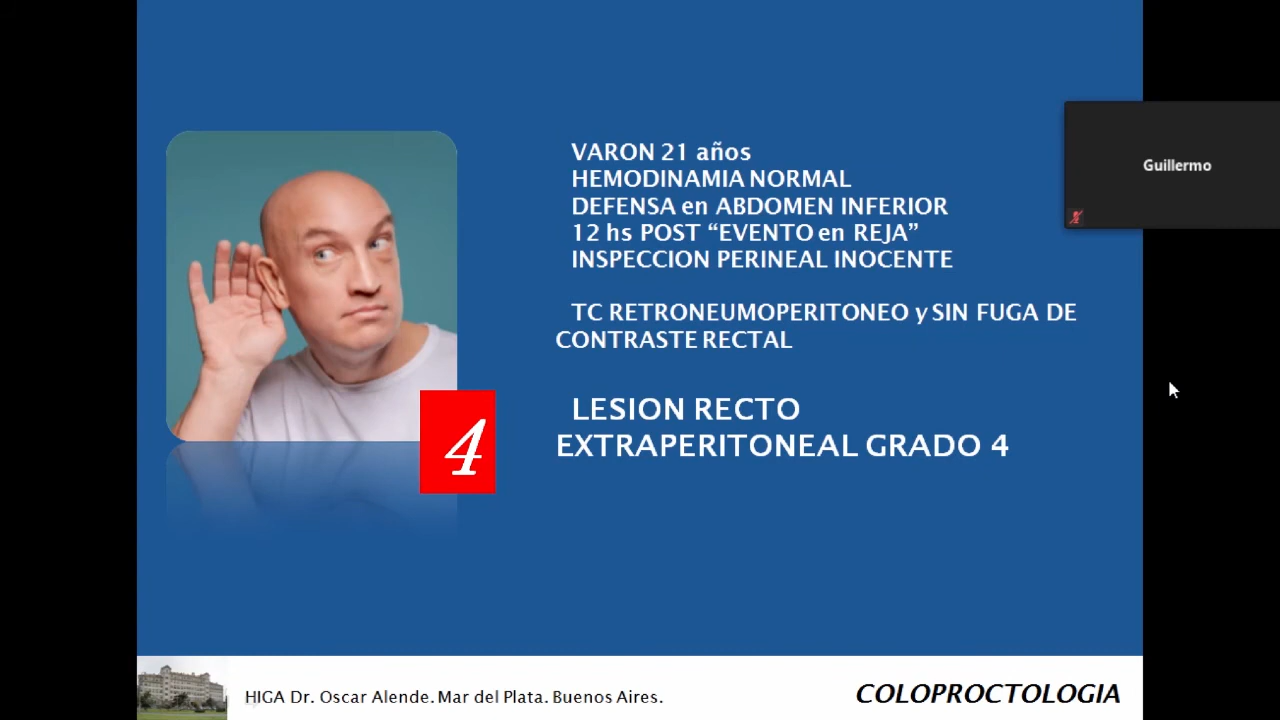 VARON 21 años
HEMODINAMIA NORMAL
DEFENSA en ABDOMEN INFERIOR
12 hs POST “EVENTO en REJA”
INSPECCION PERINEAL INOCENTE
TC RETRONEUMOPERITONEO y SIN FUGA DE
CONTRASTE RECTAL
LESION RECTO
EXTRAPERITONEAL GRADO 4
4
Guillermo
HIGA Dr. Oscar Alende. Mar del Plata. Buenos Aires.
COLOPROCTOLOGIA